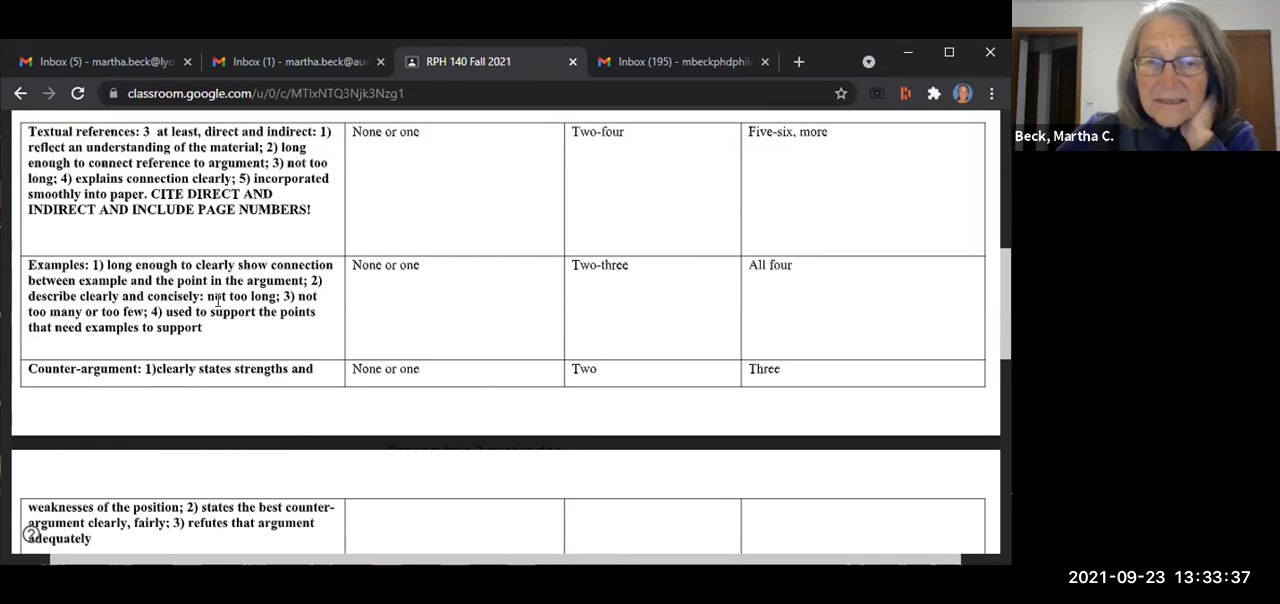 Inbox (5) - martha.beck@lyo
Inbox (1) - martha.beck@au
RPH 140 Fall 2021
Inbox (195) - mbeckphdphil
classroom.google.com/u/0/c/MTIxNTQ3Njk3Nzg1
Beck, Martha C.
Textual references: 3 at least, direct and indirect: 1)
reflect an understanding of the material; 2) long
enough to connect reference to argument; 3) not too
long; 4) explains connection clearly; 5) incorporated
smoothly into paper. CITE DIRECT AND
INDIRECT AND INCLUDE PAGE NUMBERS!
None or one
Two-four
Five-six, more
Examples: 1) long enough to clearly show connection
between example and the point in the argument; 2)
describe clearly and concisely: not too long; 3) not
too many or too few; 4) used to support the points
that need examples to support
None or one
Two-three
All four
Counter-argument: 1)clearly states strengths and
None or one
Two
Three
weaknesses of the position; 2) states the best counter-
argument clearly, fairly; 3) refutes that argument
adequately
2021-09-23 13:33:37